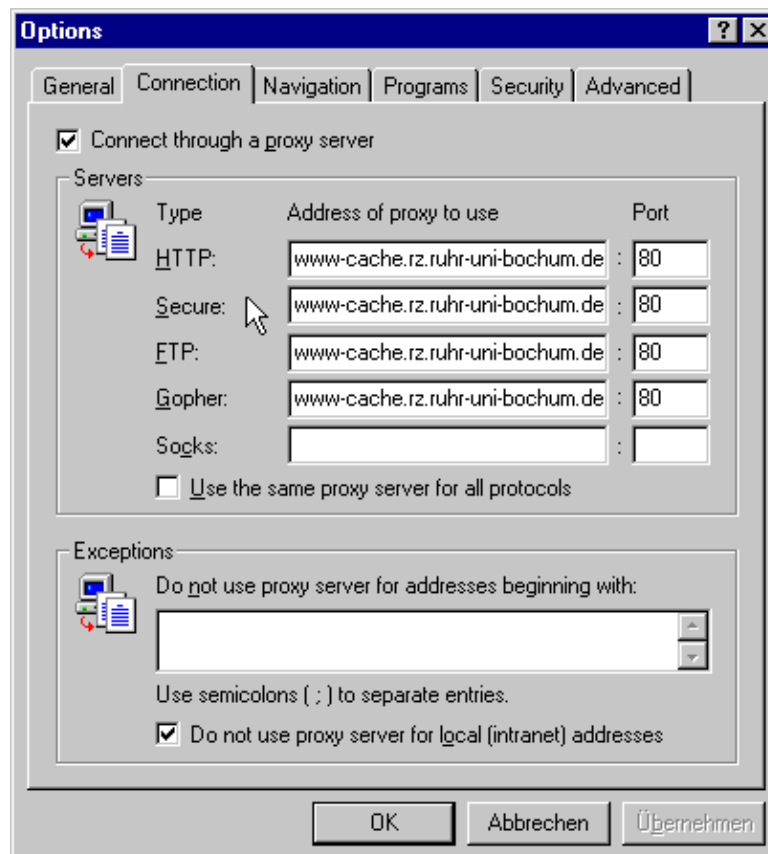 Options
General Connection Navigation Programs Security Advanced
Connect through a proxy server
Servers
Type Address of proxy to use Port
HTTP: www-cache.rz.ruhr-uni-bochum.de : 80
Secure: www-cache.rz.ruhr-uni-bochum.de : 80
FTP: www-cache.rz.ruhr-uni-bochum.de : 80
Gopher: www-cache.rz.ruhr-uni-bochum.de : 80
Socks: :
Use the same proxy server for all protocols
Exceptions
Do not use proxy server for addresses beginning with:
Use semicolons ( ; ) to separate entries.
Do not use proxy server for local (intranet) addresses
OK Abbrechen Übernehmen